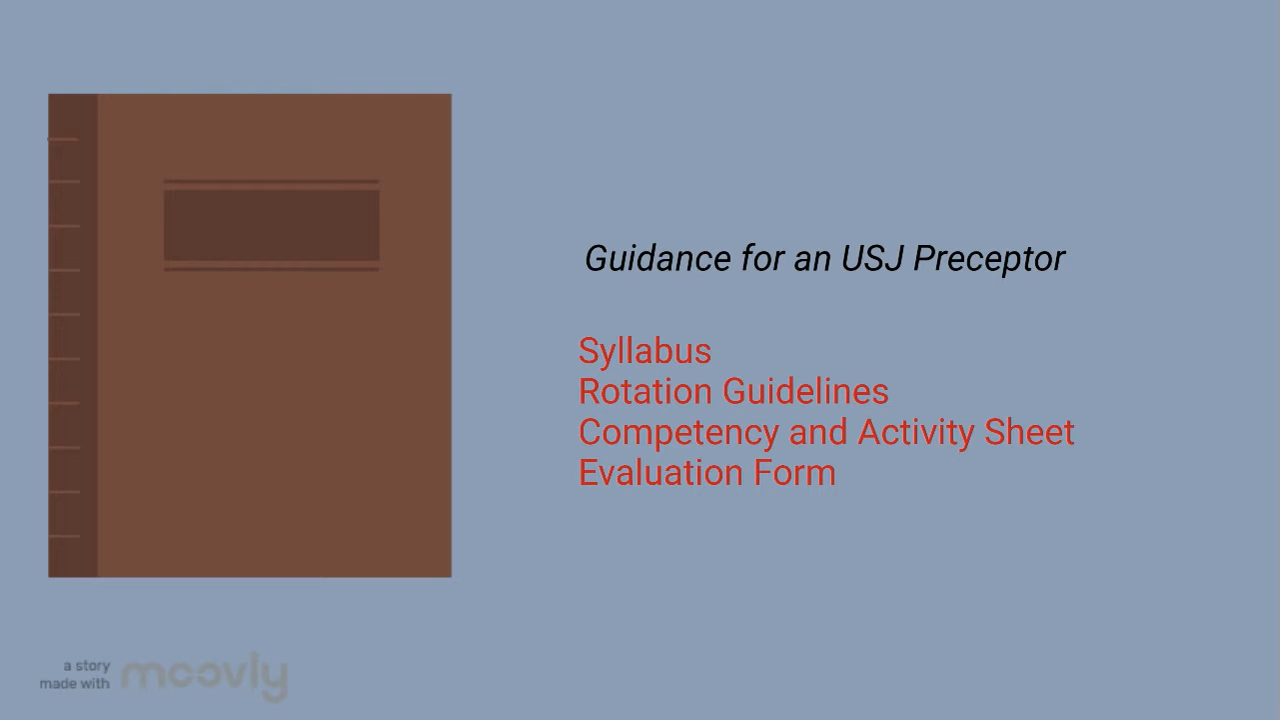 Guidance for an USJ Preceptor
Syllabus
Rotation Guidelines
Competency and Activity Sheet
Evaluation Form
a story
made with
moovly